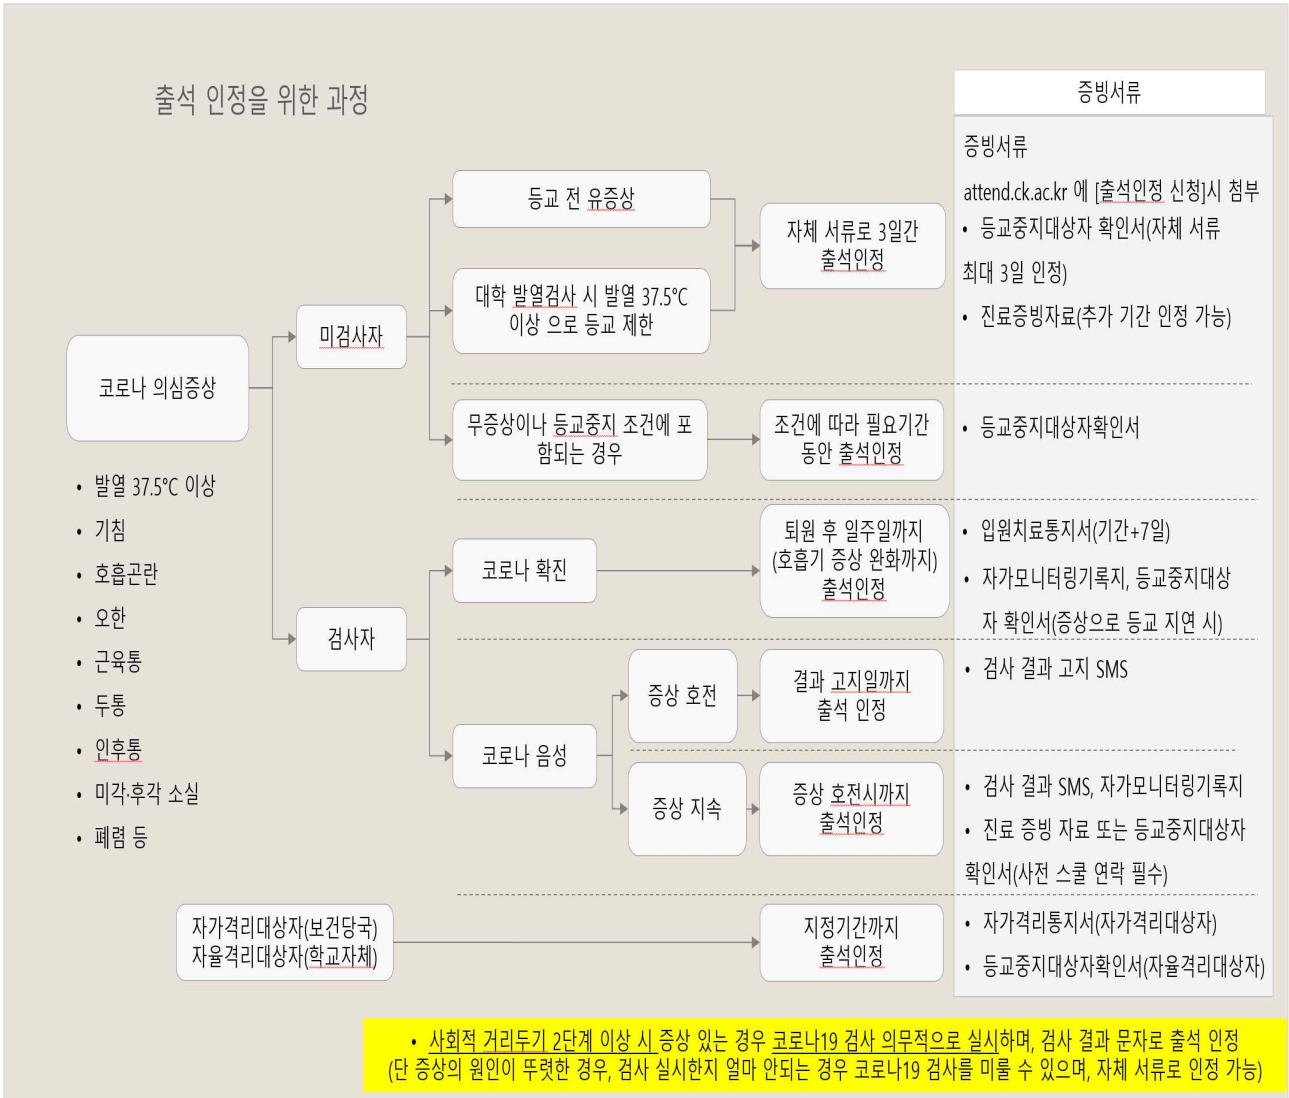 출석 인정을 위한 과정
증빙서류
증빙서류
attend.ck.ac.kr 에 [출석인정 신청]시 첨부
• 등교중지대상자 확인서(자체 서류
최대 3일 인정)
• 진료증빙자료(추가 기간 인정 가능)
등교 전 유증상
대학 발열검사 시 발열 37.5°C
이상 으로 등교 제한
자체 서류로 3일간
출석인정
미검사자
코로나 의심증상
• 발열 37.5°C 이상
• 기침
• 호흡곤란
• 오한
• 근육통
• 두통
• 인후통
• 미각·후각 소실
• 폐렴 등
무증상이나 등교중지 조건에 포
함되는 경우
조건에 따라 필요기간
동안 출석인정
• 등교중지대상자확인서
검사자
코로나 확진
퇴원 후 일주일까지
(호흡기 증상 완화까지)
출석인정
• 입원치료통지서(기간+7일)
• 자가모니터링기록지, 등교중지대상
자 확인서(증상으로 등교 지연 시)
코로나 음성
증상 호전
결과 고지일까지
출석 인정
• 검사 결과 고지 SMS
증상 지속
증상 호전시까지
출석인정
• 검사 결과 SMS, 자가모니터링기록지
• 진료 증빙 자료 또는 등교중지대상자
확인서(사전 스쿨 연락 필수)
자가격리대상자(보건당국)
자율격리대상자(학교자체)
지정기간까지
출석인정
• 자가격리통지서(자가격리대상자)
• 등교중지대상자확인서(자율격리대상자)
• 사회적 거리두기 2단계 이상 시 증상 있는 경우 코로나19 검사 의무적으로 실시하며, 검사 결과 문자로 출석 인정
(단 증상의 원인이 뚜렷한 경우, 검사 실시한지 얼마 안되는 경우 코로나19 검사를 미룰 수 있으며, 자체 서류로 인정 가능)